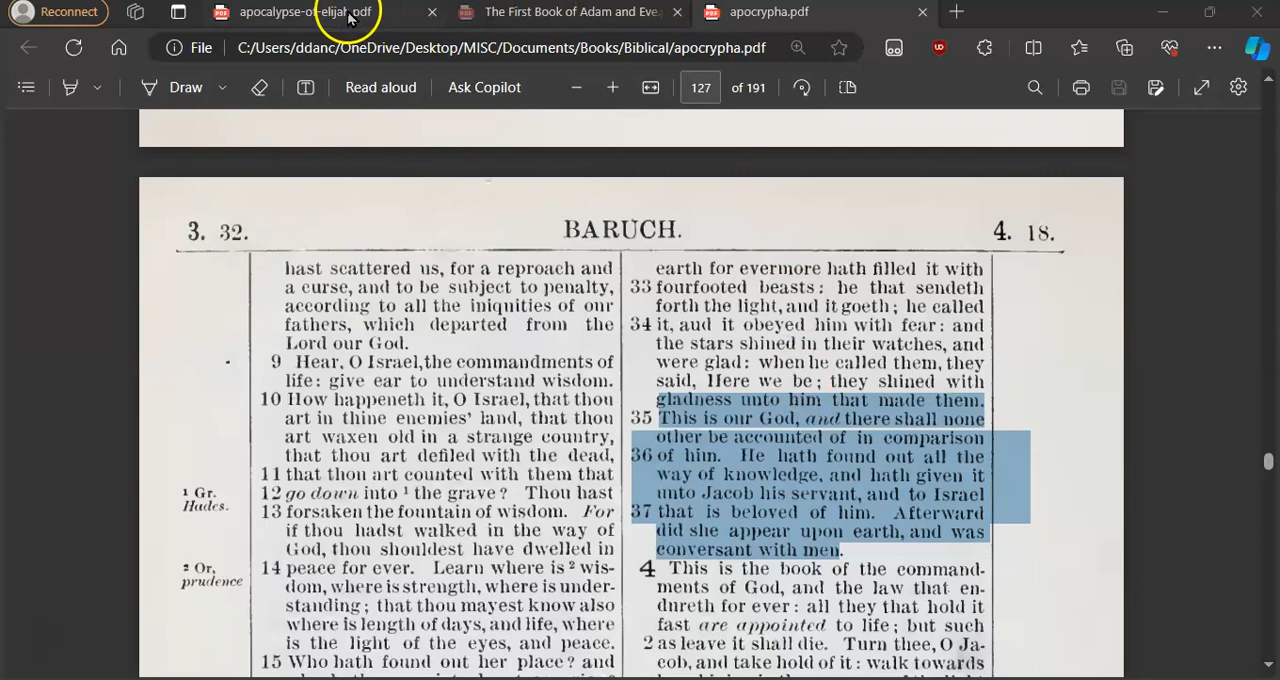 Reconnect
apocalypse-of-elijah.pdf
The First Book of Adam and Eve.
apocrypha.pdf
File
C:/Users/ddanc/OneDrive/Desktop/MISC/Documents/Books/Biblical/apocrypha.pdf
Draw
Read aloud
Ask Copilot
127 of 191
3. 32.
BARUCH.
4. 18.
hast scattered us, for a reproach and
a curse, and to be subject to penalty,
according to all the iniquities of our
fathers, which departed from the
Lord our God.
9 Hear, O Israel, the commandments of
life: give ear to understand wisdom.
10 How happeneth it, O Israel, that thou
art in thine enemies' land, that thou
art waxen old in a strange country,
that thou art defiled with the dead,
11 that thou art counted with them that
12 go down into ¹ the grave? Thou hast
13 forsaken the fountain of wisdom. For
if thou hadst walked in the way of
God, thou shouldest have dwelled in
14 peace for ever. Learn where is ² wis-
dom, where is strength, where is under-
standing; that thou mayest know also
where is length of days, and life, where
is the light of the eyes, and peace.
15 Who hath found out her place? and
1 Gr.
Hades.
2 Or,
prudence
earth for evermore hath filled it with
33 fourfooted beasts: he that sendeth
forth the light, and it goeth; he called
34 it, and it obeyed him with fear: and
the stars shined in their watches, and
were glad: when he called them, they
said, Here we be; they shined with
gladness unto him that made them.
35 This is our God, and there shall none
other be accounted of in comparison
36 of him. He hath found out all the
way of knowledge, and hath given it
unto Jacob his servant, and to Israel
37 that is beloved of him. Afterward
did she appear upon earth, and was
conversant with men.
4 This is the book of the command-
ments of God, and the law that en-
dureth for ever: all they that hold it
fast are appointed to life; but such
2 as leave it shall die. Turn thee, O Ja-
cob, and take hold of it: walk towards